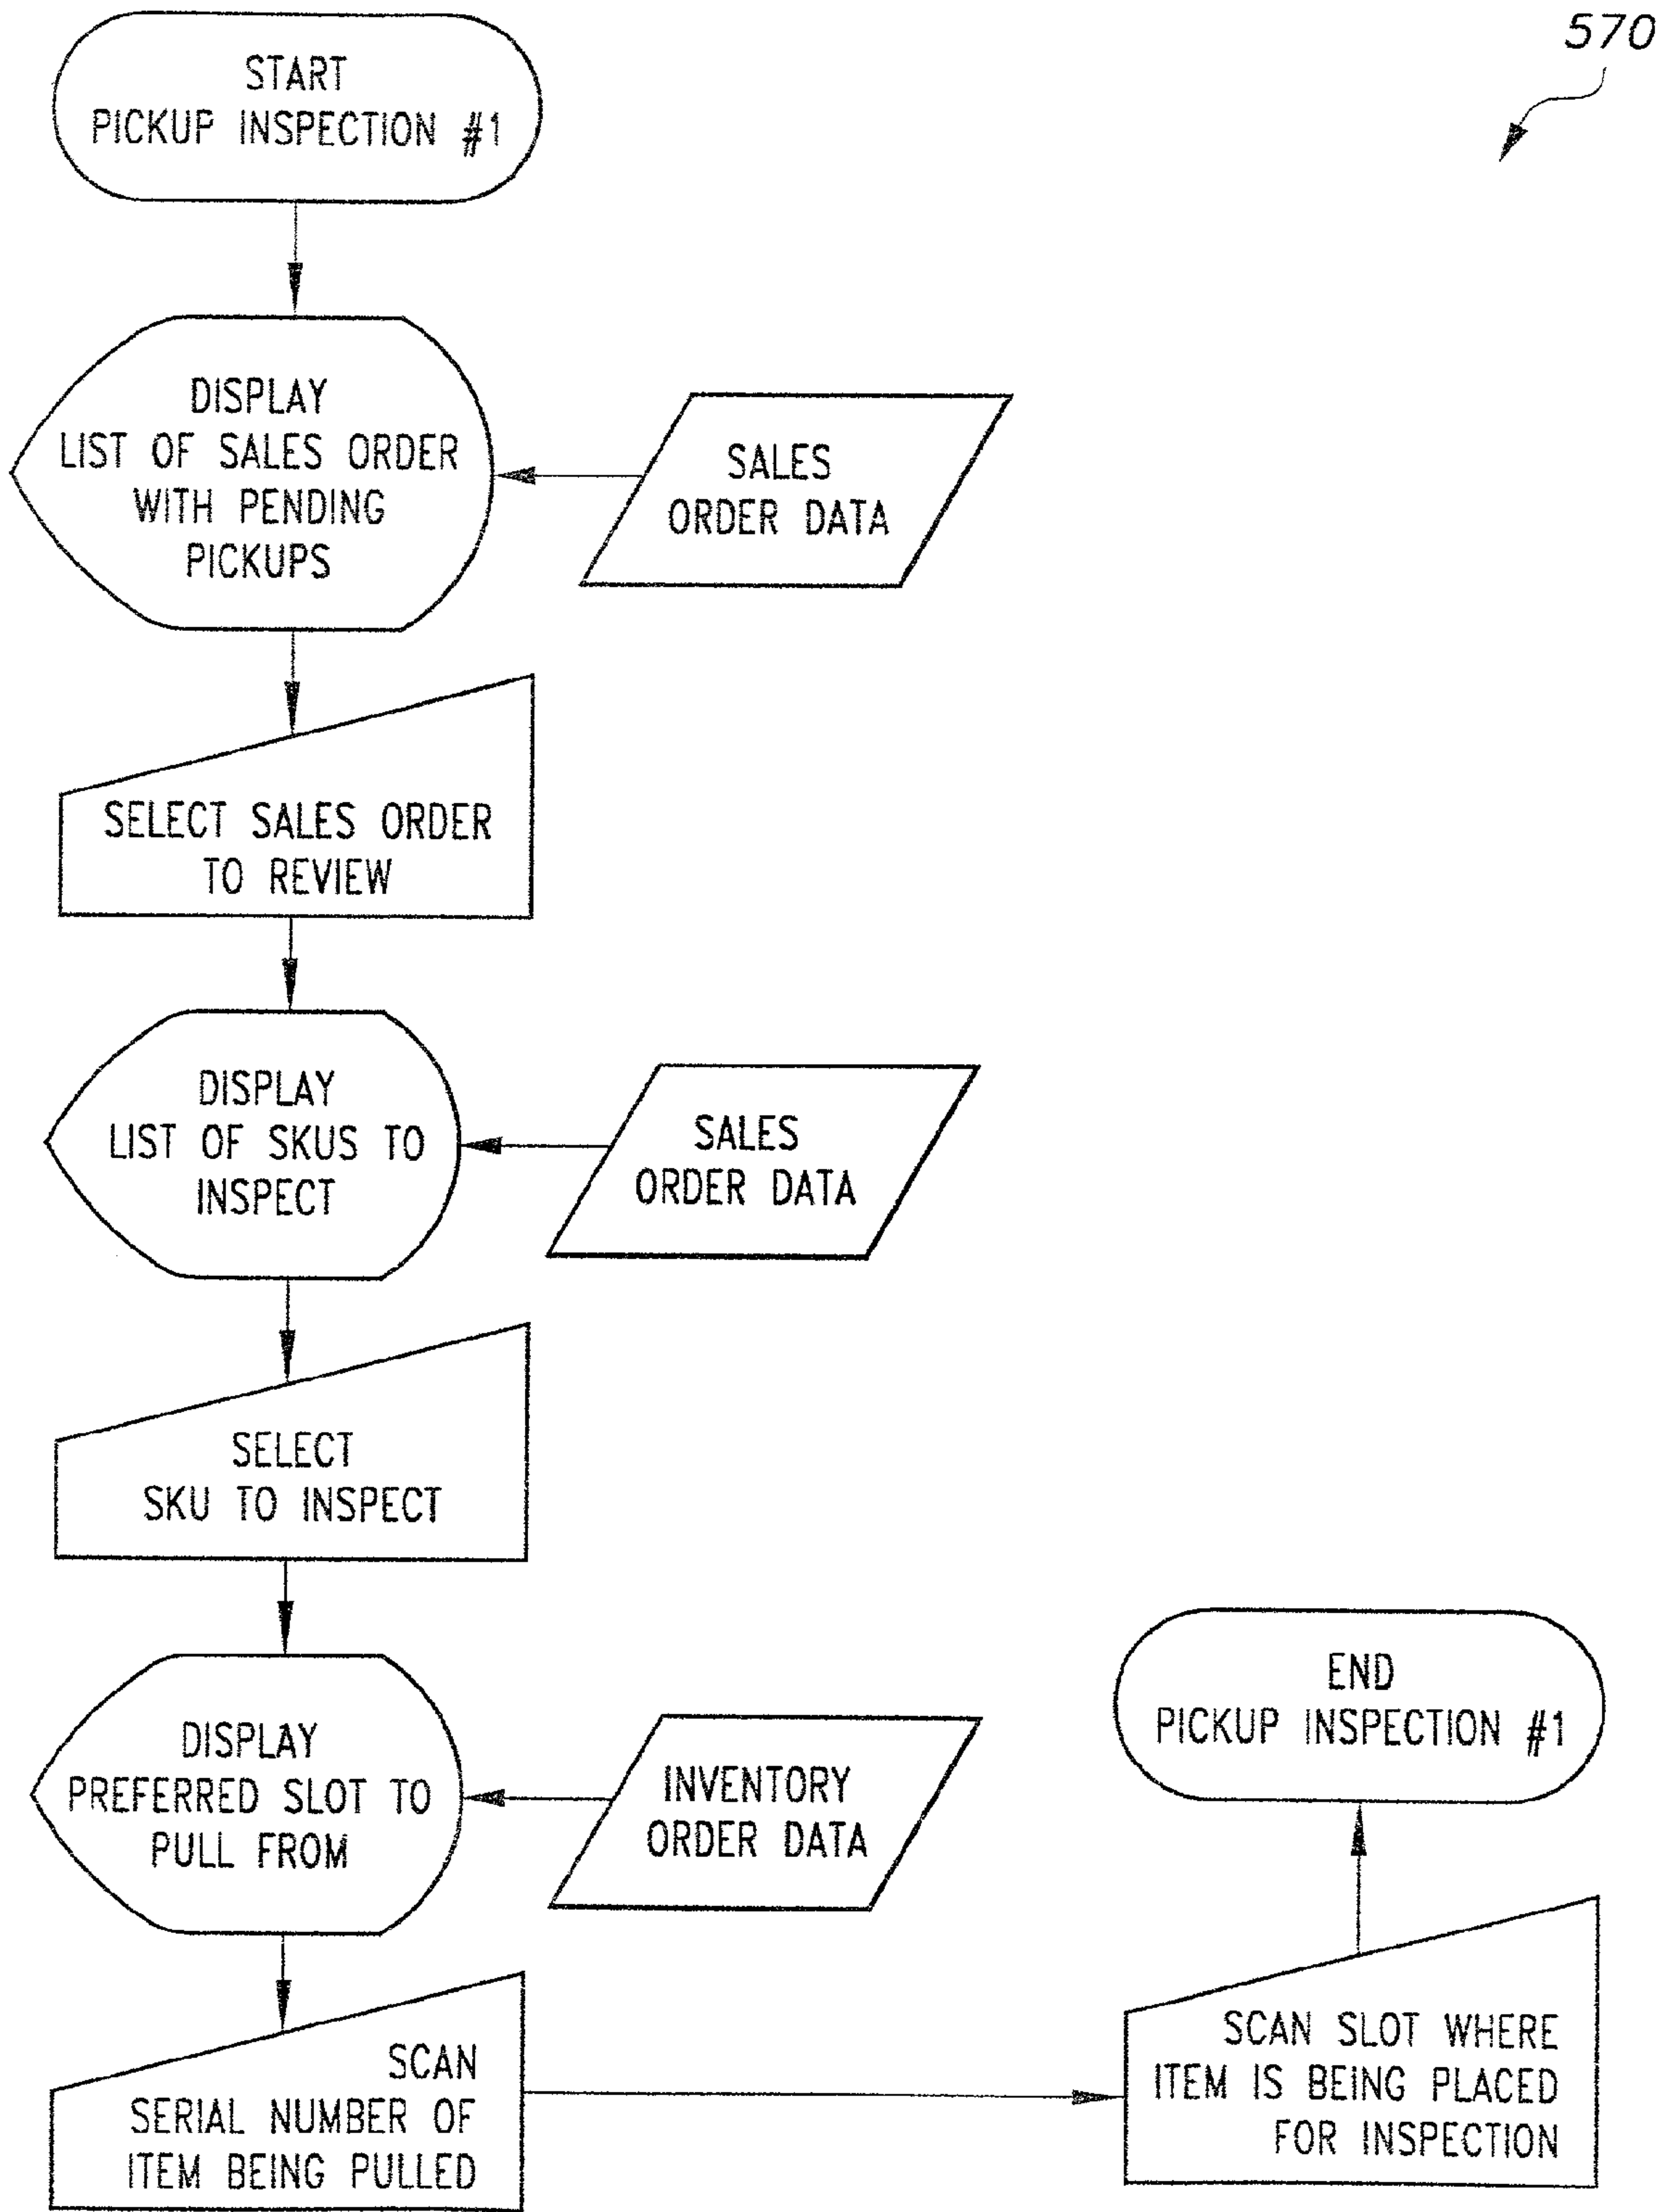 570
START
PICKUP INSPECTION #1
DISPLAY
LIST OF SALES ORDER
WITH PENDING
PICKUPS
SALES
ORDER DATA
SELECT SALES ORDER
TO REVIEW
DISPLAY
LIST OF SKUS TO
INSPECT
SALES
ORDER DATA
SELECT
SKU TO INSPECT
DISPLAY
PREFERRED SLOT TO
PULL FROM
INVENTORY
ORDER DATA
SCAN
SERIAL NUMBER OF
ITEM BEING PULLED
SCAN SLOT WHERE
ITEM IS BEING PLACED
FOR INSPECTION
END
PICKUP INSPECTION #1